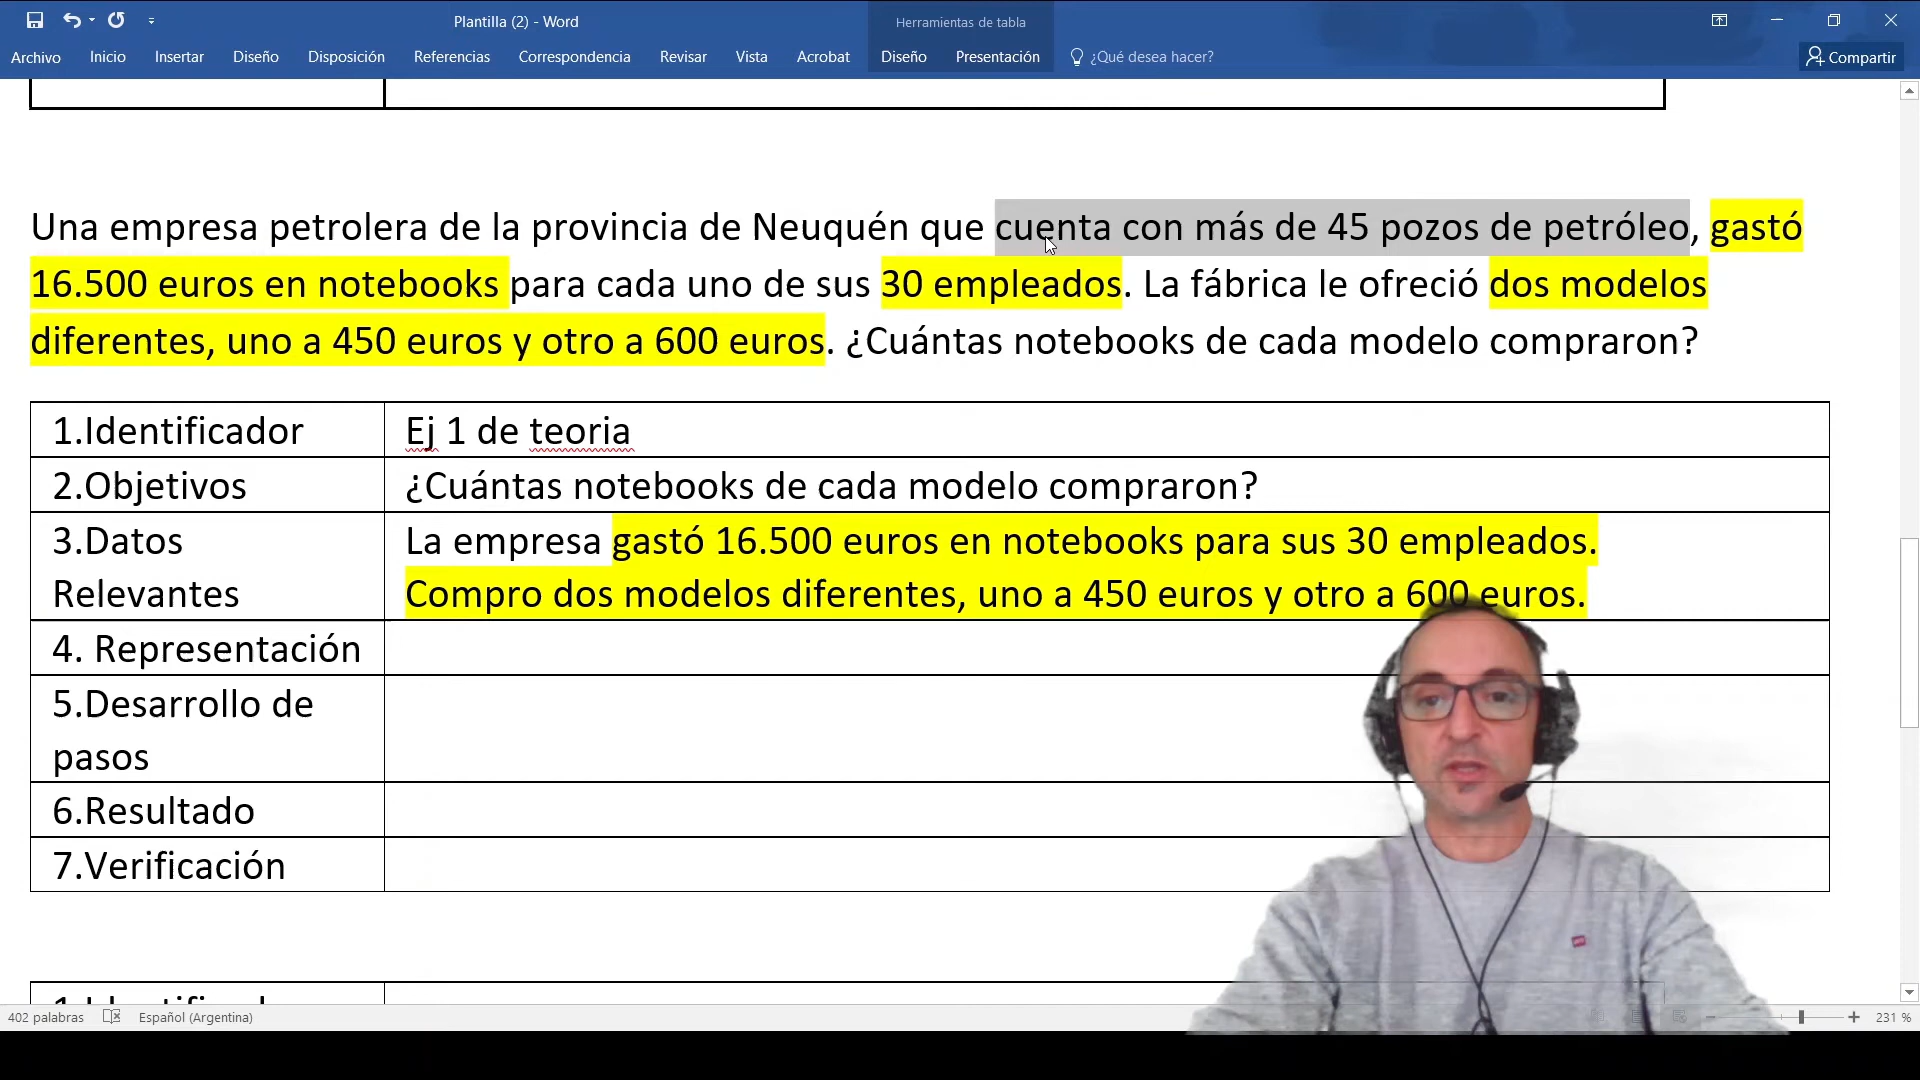 Plantilla (2) - Word
Herramientas de tabla
Archivo Inicio Insertar Diseño Disposición Referencias Correspondencia Revisar Vista Acrobat Diseño Presentación ¿Qué desea hacer? Compartir
Una empresa petrolera de la provincia de Neuquén que cuenta con más de 45 pozos de petróleo, gastó
16.500 euros en notebooks para cada uno de sus 30 empleados. La fábrica le ofreció dos modelos
diferentes, uno a 450 euros y otro a 600 euros. ¿Cuántas notebooks de cada modelo compraron?
1.Identificador Ej 1 de teoria
2.Objetivos ¿Cuántas notebooks de cada modelo compraron?
3.Datos La empresa gastó 16.500 euros en notebooks para sus 30 empleados.
Relevantes Compro dos modelos diferentes, uno a 450 euros y otro a 600 euros.
4. Representación
5.Desarrollo de
pasos
6.Resultado
7.Verificación
402 palabras Español (Argentina) 231 %